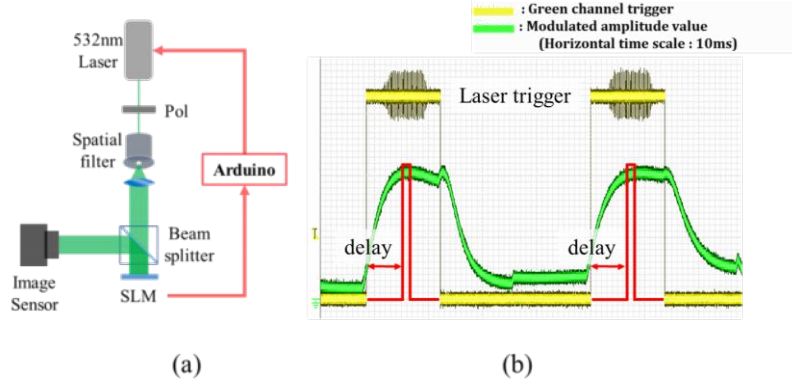 : Green channel trigger
: Modulated amplitude value
(Horizontal time scale : 10ms)
(a)
532nm
Laser
Pol
Spatial
filter
Arduino
Beam
splitter
Image
Sensor
SLM
(b)
Laser trigger
delay
delay
(a)
(b)